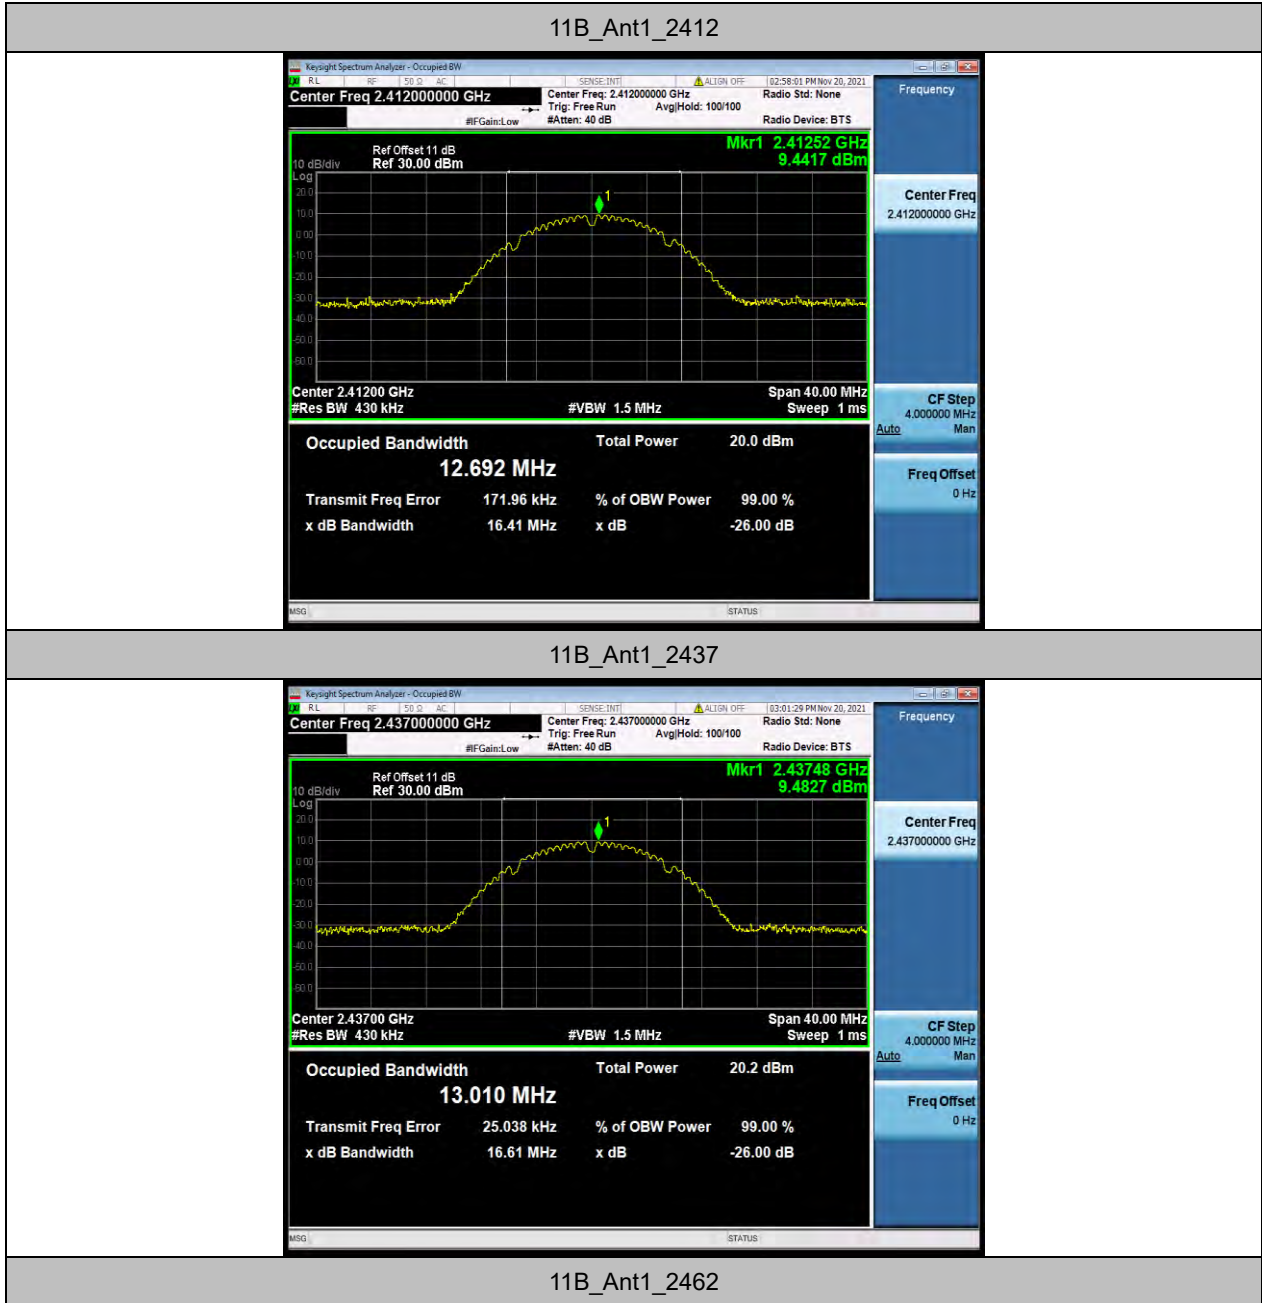 11B_Ant1_2412
Keysight Spectrum Analyzer - Occupied BW
RL RF 50 Ω AC SENSE:INT ALIGN OFF 02:58:01 PM Nov 20, 2021
Center Freq 2.412000000 GHz
Center Freq: 2.412000000 GHz Radio Std: None
Trig: Free Run Avg|Hold: 100/100
#IFGain:Low #Atten: 40 dB Radio Device: BTS
Frequency
Mkr1 2.41252 GHz
9.4417 dBm
Ref Offset 11 dB
10 dB/div Ref 30.00 dBm
Log
20.0
10.0
0.00
-10.0
-20.0
-30.0
-40.0
-50.0
-60.0
1
Center 2.41200 GHz Span 40.00 MHz
#Res BW 430 kHz #VBW 1.5 MHz Sweep 1 ms
Center Freq
2.412000000 GHz
CF Step
4.000000 MHz
Auto Man
Freq Offset
0 Hz
Occupied Bandwidth Total Power 20.0 dBm
12.692 MHz
Transmit Freq Error 171.96 kHz % of OBW Power 99.00 %
x dB Bandwidth 16.41 MHz x dB -26.00 dB
MSG STATUS
11B_Ant1_2437
Keysight Spectrum Analyzer - Occupied BW
RL RF 50 Ω AC SENSE:INT ALIGN OFF 03:01:29 PM Nov 20, 2021
Center Freq 2.437000000 GHz
Center Freq: 2.437000000 GHz Radio Std: None
Trig: Free Run Avg|Hold: 100/100
#IFGain:Low #Atten: 40 dB Radio Device: BTS
Frequency
Mkr1 2.43748 GHz
9.4827 dBm
Ref Offset 11 dB
10 dB/div Ref 30.00 dBm
Log
20.0
10.0
0.00
-10.0
-20.0
-30.0
-40.0
-50.0
-60.0
1
Center 2.43700 GHz Span 40.00 MHz
#Res BW 430 kHz #VBW 1.5 MHz Sweep 1 ms
Center Freq
2.437000000 GHz
CF Step
4.000000 MHz
Auto Man
Freq Offset
0 Hz
Occupied Bandwidth Total Power 20.2 dBm
13.010 MHz
Transmit Freq Error 25.038 kHz % of OBW Power 99.00 %
x dB Bandwidth 16.61 MHz x dB -26.00 dB
MSG STATUS
11B_Ant1_2462